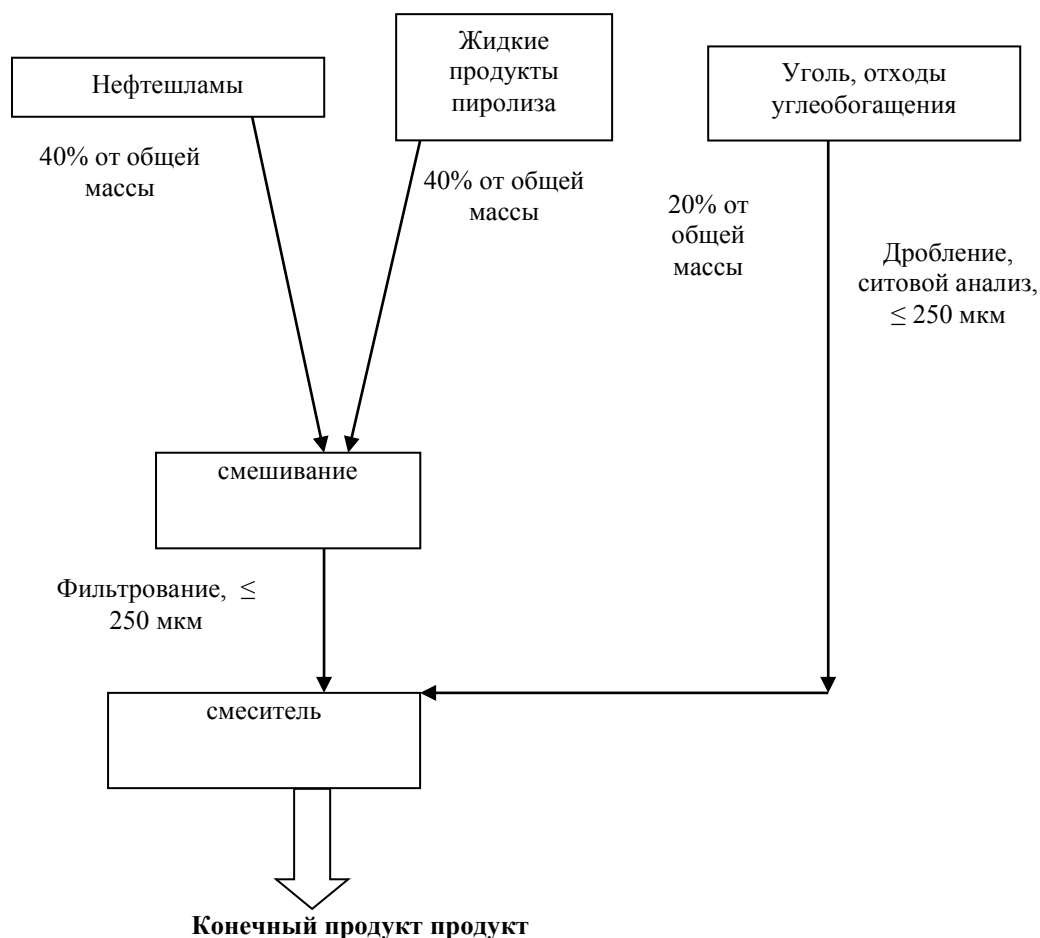 Нефтешламы
Жидкие
продукты
пиролиза
Уголь, отходы
углеобогащения
40% от общей
массы
40% от общей
массы
20% от
общей
массы
Дробление,
ситовой анализ,
≤ 250 мкм
смешивание
Фильтрование, ≤
250 мкм
смеситель
Конечный продукт продукт